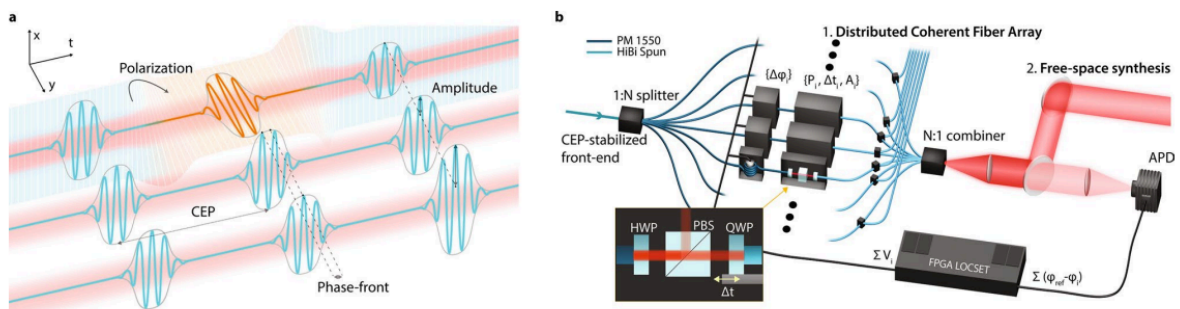 a
x
t
y
Polarization
Amplitude
CEP
Phase-front
b
PM 1550
HiBi Spun
1. Distributed Coherent Fiber Array
{Δφᵢ}
{Pᵢ, Δtᵢ, Aᵢ}
2. Free-space synthesis
1:N splitter
CEP-stabilized
front-end
N:1 combiner
APD
HWP
PBS
QWP
Δt
Σ Vᵢ
FPGA LOCSET
Σ (φref-φᵢ)